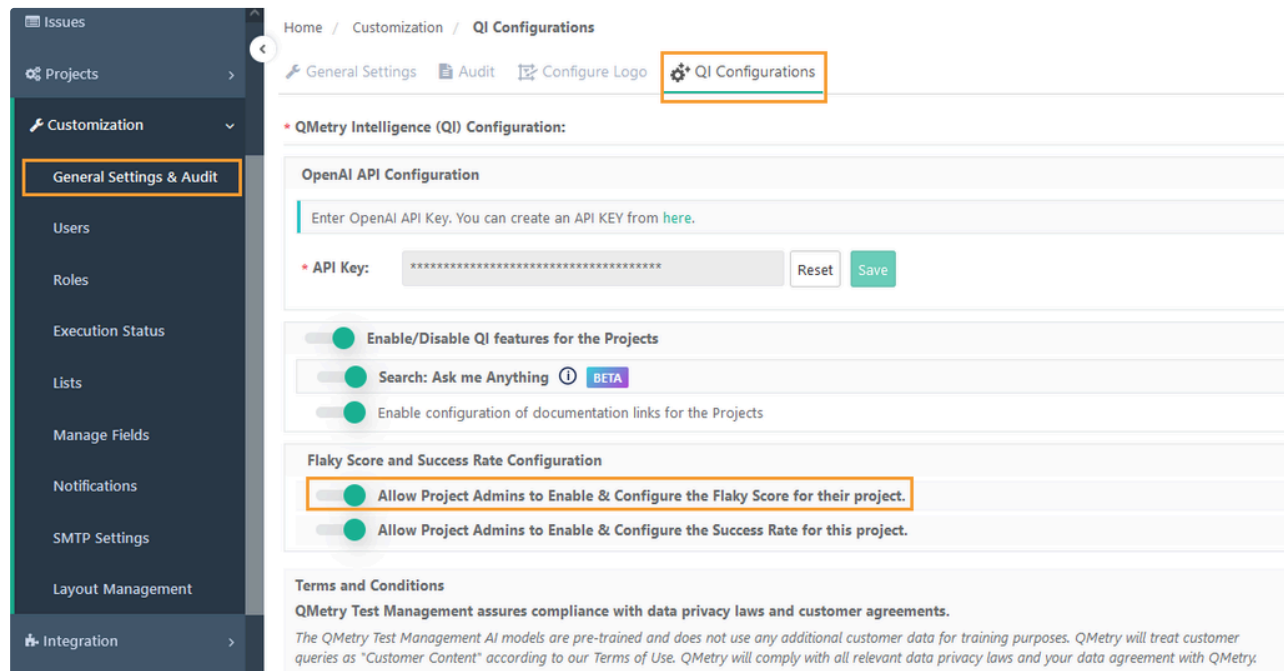 Issues
Projects
Customization
General Settings & Audit
Users
Roles
Execution Status
Lists
Manage Fields
Notifications
SMTP Settings
Layout Management
Integration
Home / Customization / QI Configurations
General Settings Audit Configure Logo QI Configurations
* QMetry Intelligence (QI) Configuration:
OpenAI API Configuration
Enter OpenAI API Key. You can create an API KEY from here.
* API Key: ************************************** Reset Save
Enable/Disable QI features for the Projects
Search: Ask me Anything BETA
Enable configuration of documentation links for the Projects
Flaky Score and Success Rate Configuration
Allow Project Admins to Enable & Configure the Flaky Score for their project.
Allow Project Admins to Enable & Configure the Success Rate for this project.
Terms and Conditions
QMetry Test Management assures compliance with data privacy laws and customer agreements.
The QMetry Test Management AI models are pre-trained and does not use any additional customer data for training purposes. QMetry will treat customer
queries as "Customer Content" according to our Terms of Use. QMetry will comply with all relevant data privacy laws and your data agreement with QMetry.